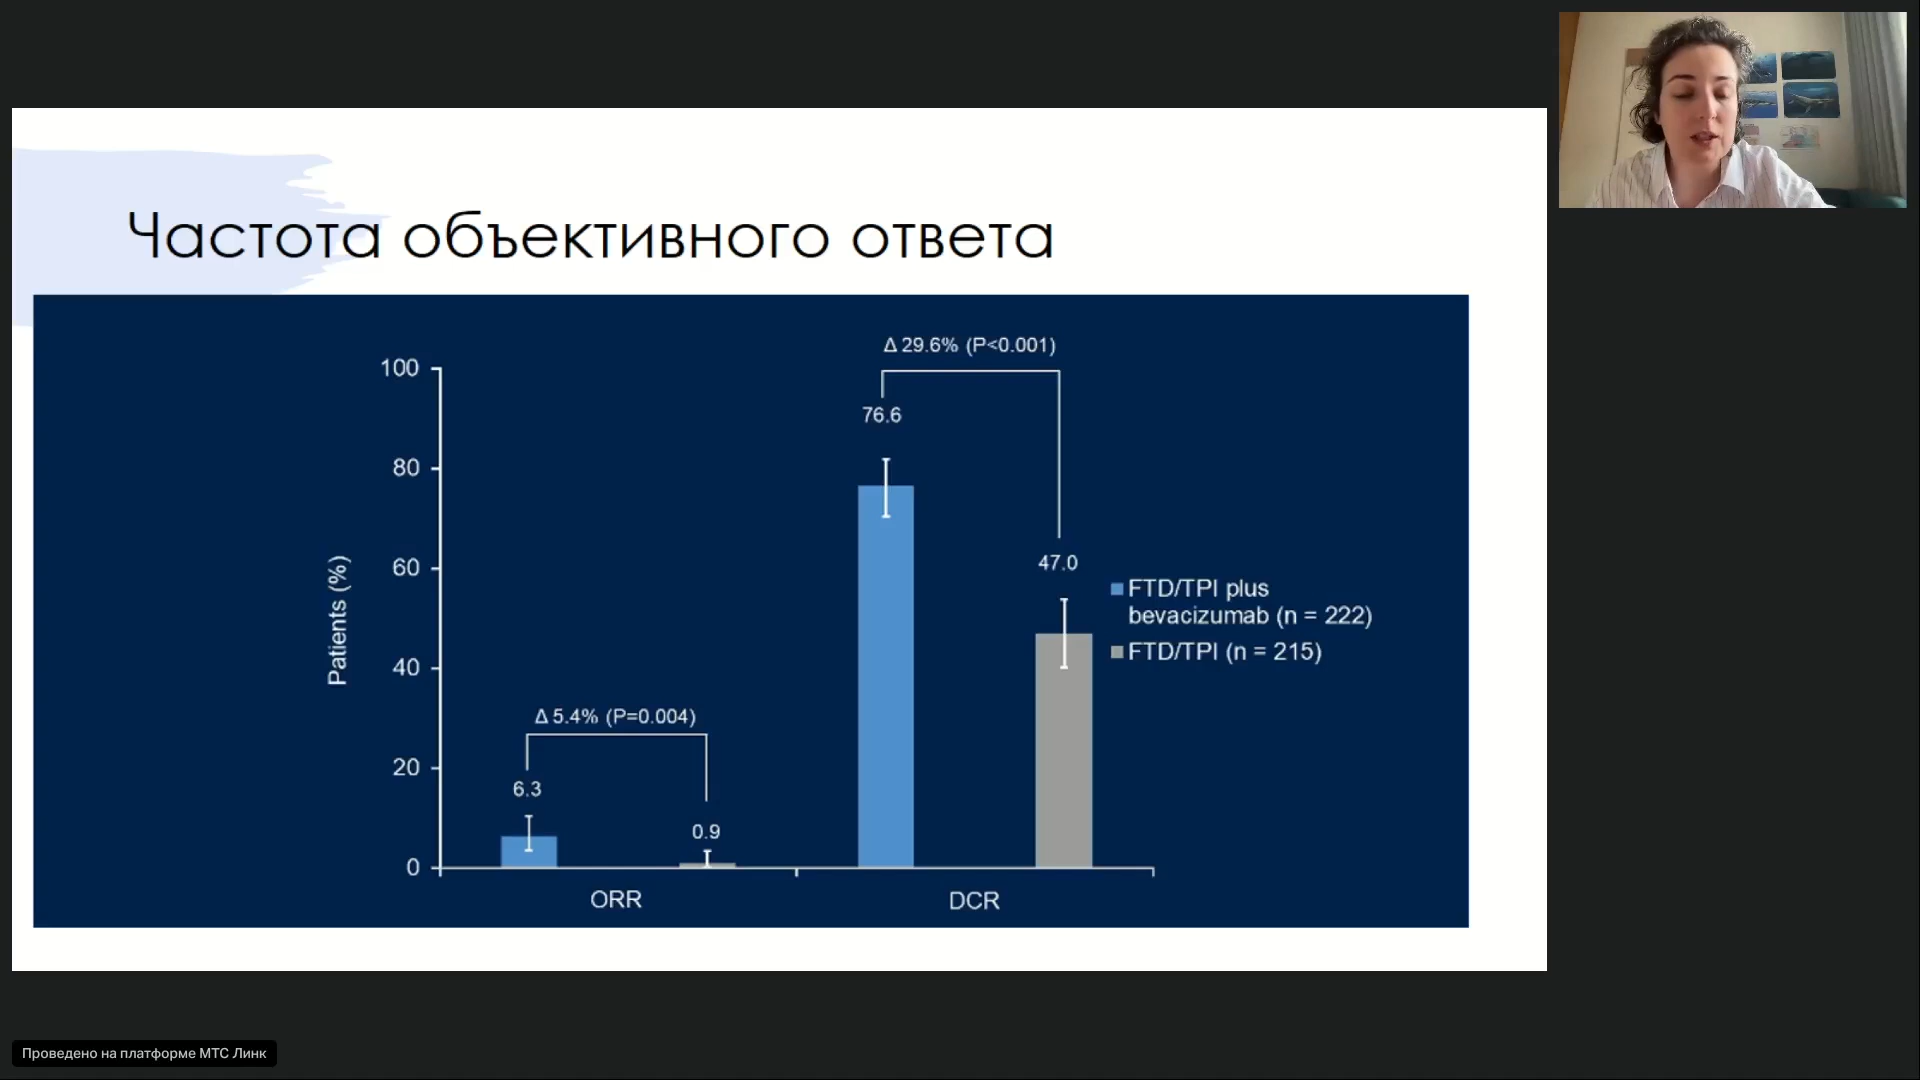 Частота объективного ответа
Δ 29.6% (P<0.001)
100
76.6
80
60
47.0
FTD/TPI plus
bevacizumab (n = 222)
FTD/TPI (n = 215)
Patients (%)
40
Δ 5.4% (P=0.004)
20
6.3
0.9
0
ORR
DCR
Проведено на платформе МТС Линк